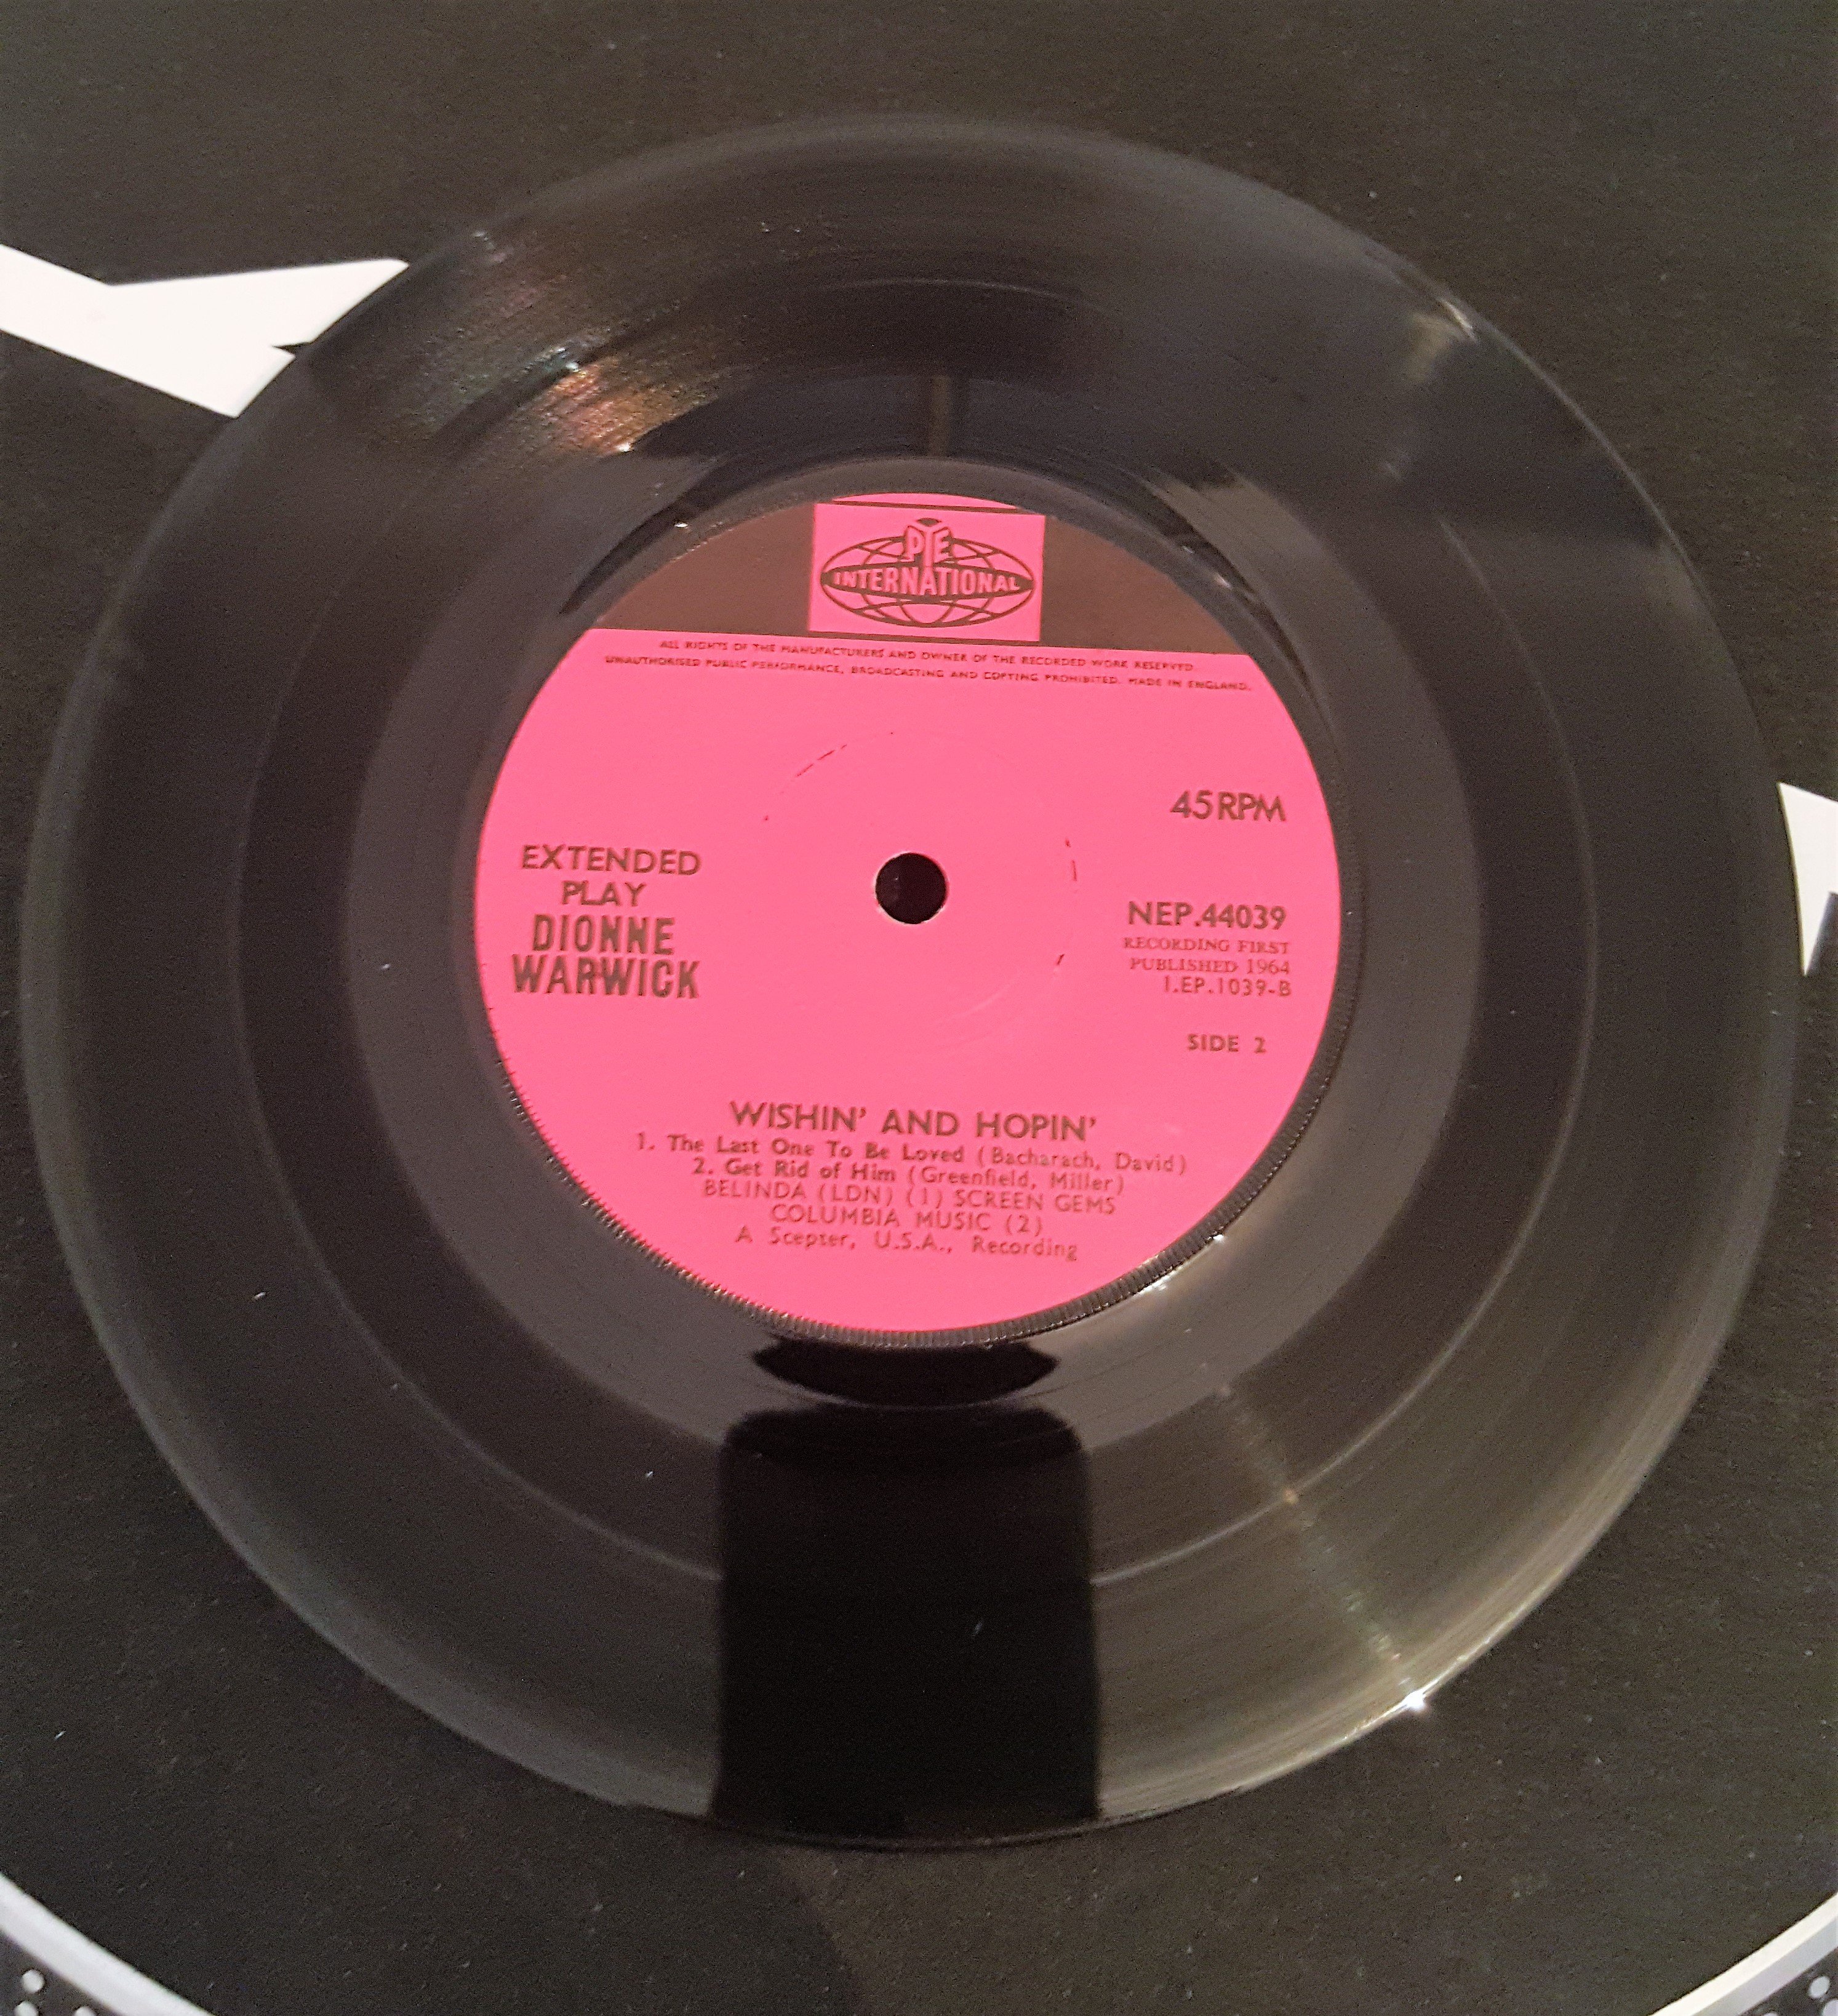 PYE
INTERNATIONAL
ALL RIGHTS OF THE MANUFACTURERS AND OWNER OF THE RECORDED WORK RESERVED
UNAUTHORISED PUBLIC PERFORMANCE, BROADCASTING AND COPYING PROHIBITED. MADE IN ENGLAND.
45 RPM
EXTENDED
PLAY
DIONNE
WARWICK
NEP.44039
RECORDING FIRST
PUBLISHED 1964
1.EP.1039-B
SIDE 2
WISHIN' AND HOPIN'
1. The Last One To Be Loved (Bacharach, David)
2. Get Rid of Him (Greenfield, Miller)
BELINDA (LDN) (1) SCREEN GEMS
COLUMBIA MUSIC (2)
A Scepter, U.S.A., Recording